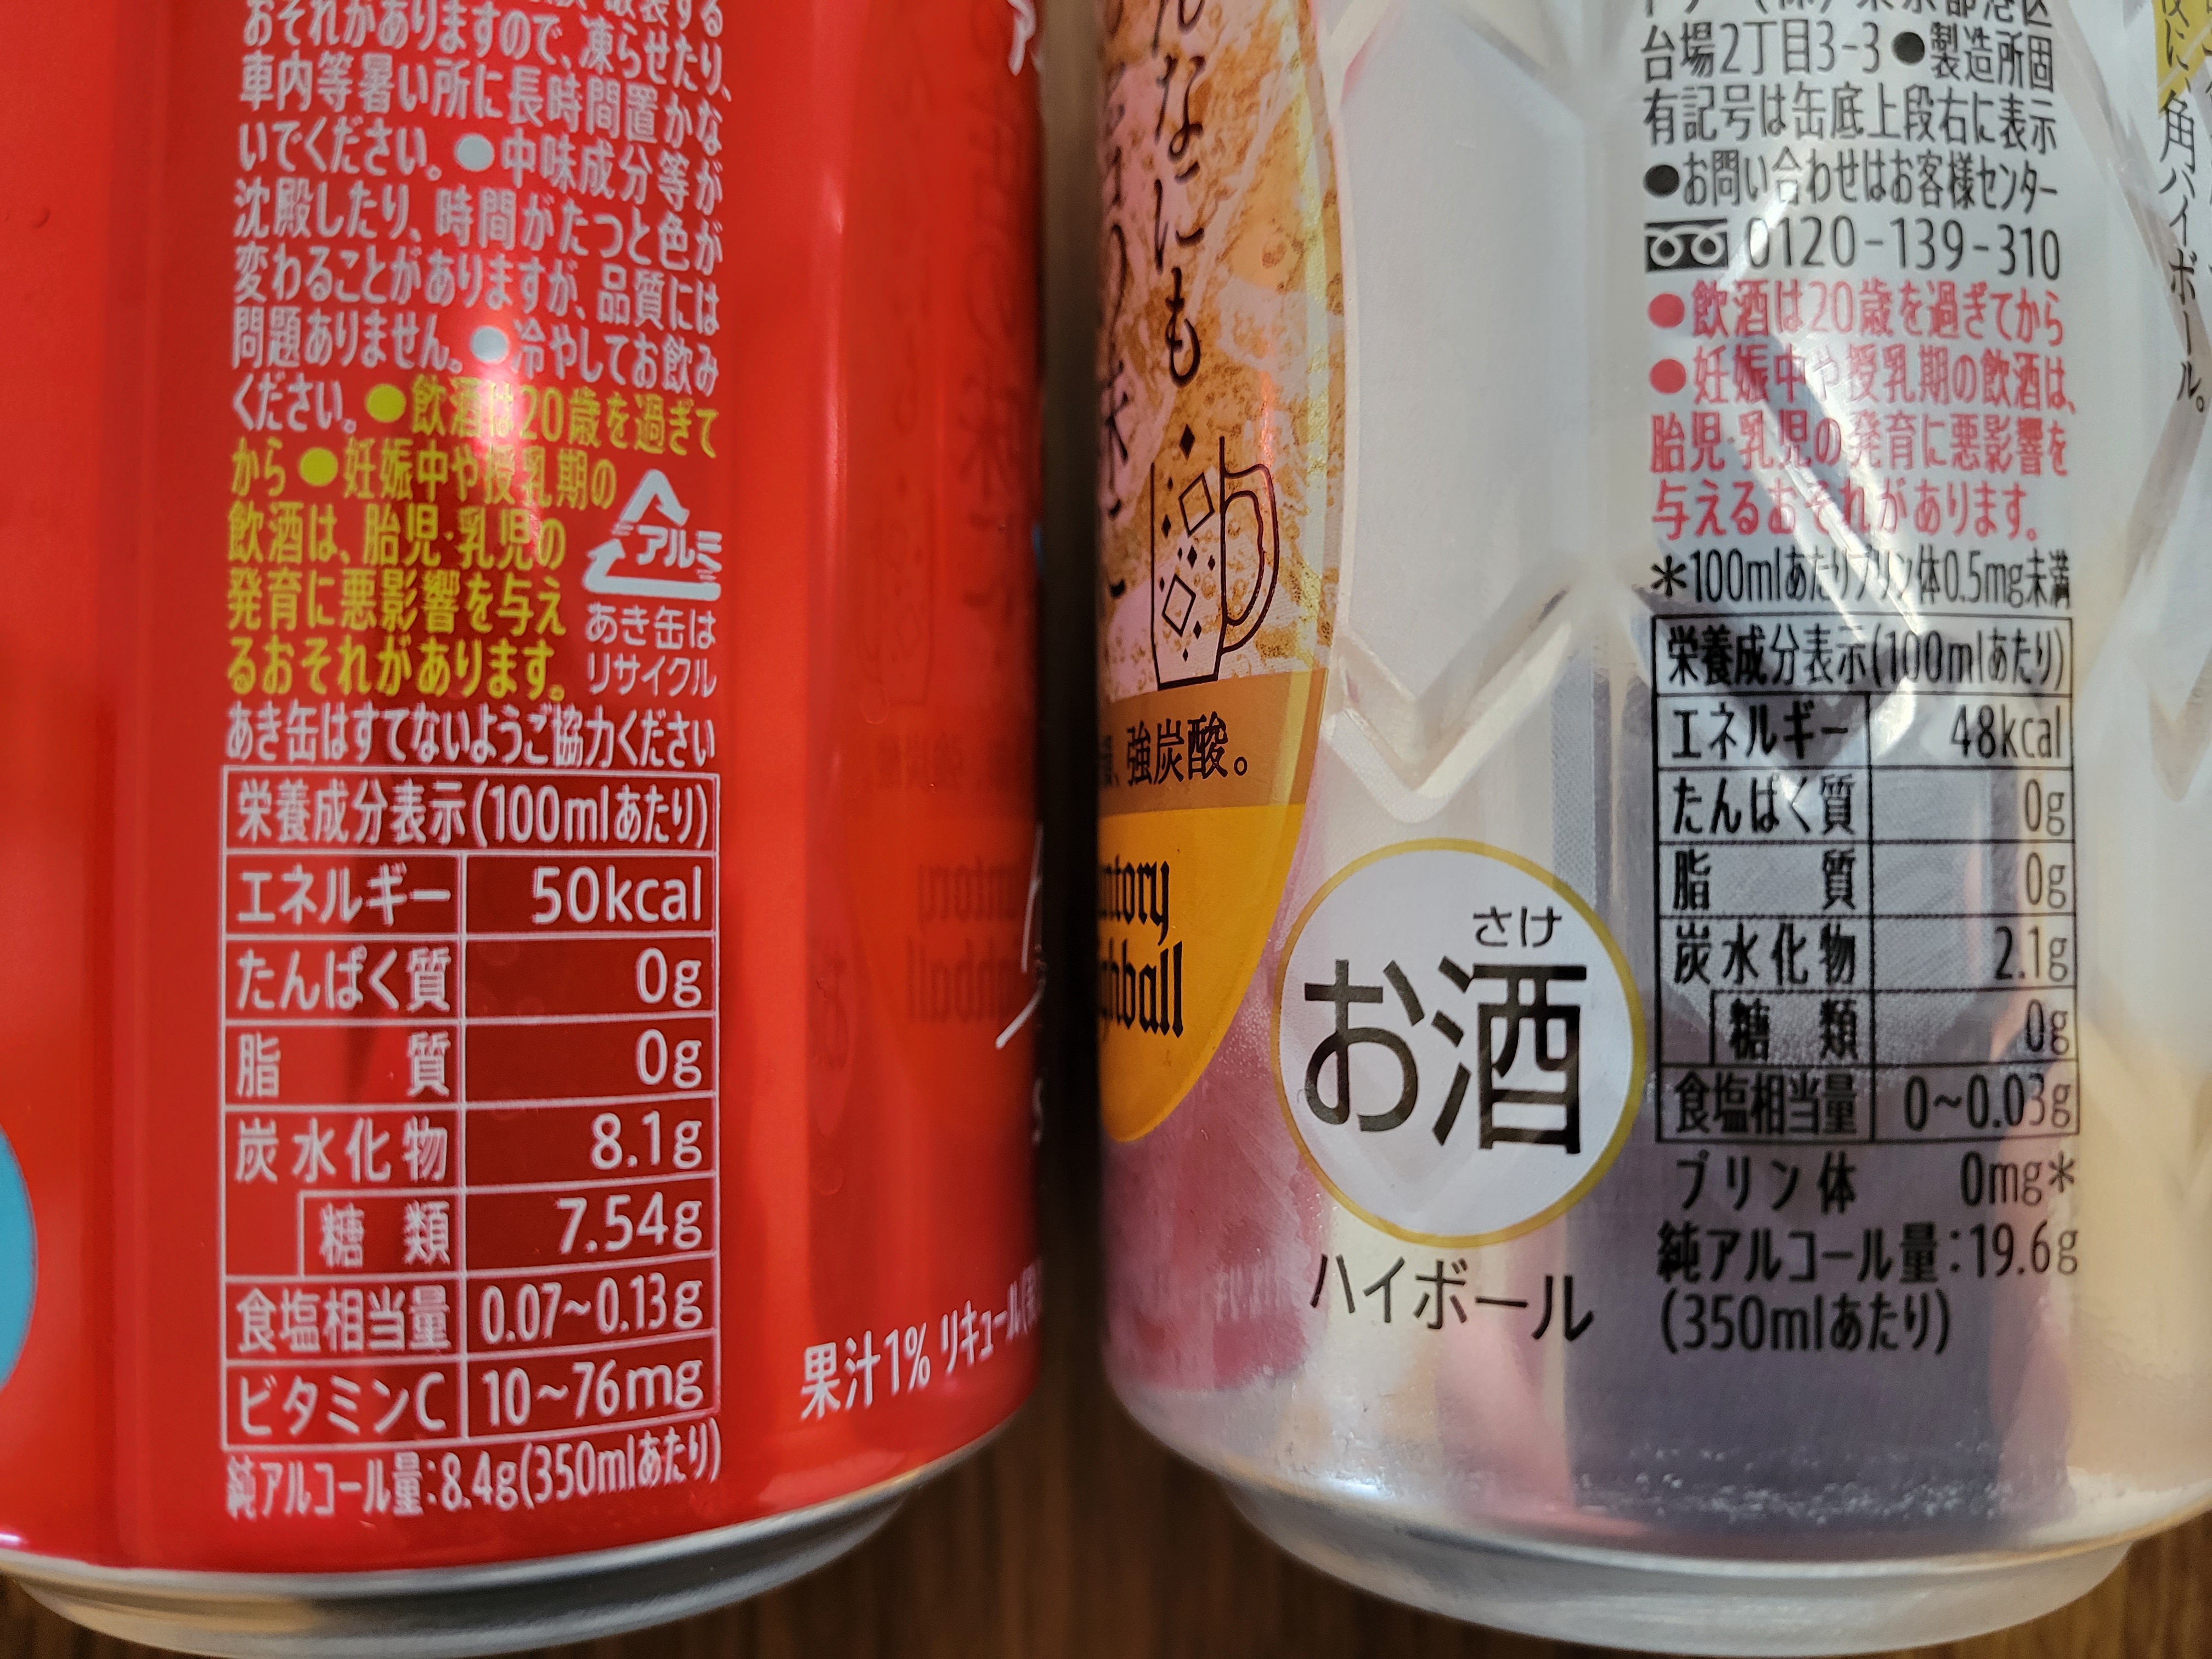 おそれがありますので、凍らせたり、
車内等暑い所に長時間置かな
いでください。●中味成分等が
沈殿したり、時間がたつと色が
変わることがありますが、品質には
問題ありません。●冷やしてお飲み
ください。●飲酒は20歳を過ぎて
から●妊娠中や授乳期の
飲酒は、胎児・乳児の
発育に悪影響を与え
るおそれがあります。
アルミ
あき缶は
リサイクル
あき缶はすてないようご協力ください
栄養成分表示(100mlあたり)
エネルギー 50kcal
たんぱく質 0g
脂質 0g
炭水化物 8.1g
糖類 7.54g
食塩相当量 0.07~0.13g
ビタミンC 10~76mg
純アルコール量:8.4g(350mlあたり)
果汁1% リキュール
んなにも
強炭酸。
お酒
さけ
ハイボール
台場2丁目3-3●製造所固
有記号は缶底上段右に表示
●お問い合わせはお客様センター
0120-139-310
●飲酒は20歳を過ぎてから
●妊娠中や授乳期の飲酒は、
胎児・乳児の発育に悪影響を
与えるおそれがあります。
*100mlあたりプリン体0.5mg未満
栄養成分表示(100mlあたり)
エネルギー 48kcal
たんぱく質 0g
脂質 0g
炭水化物 2.1g
糖類 0g
食塩相当量 0~0.03g
プリン体 0mg*
純アルコール量:19.6g
(350mlあたり)
角ハイボール。